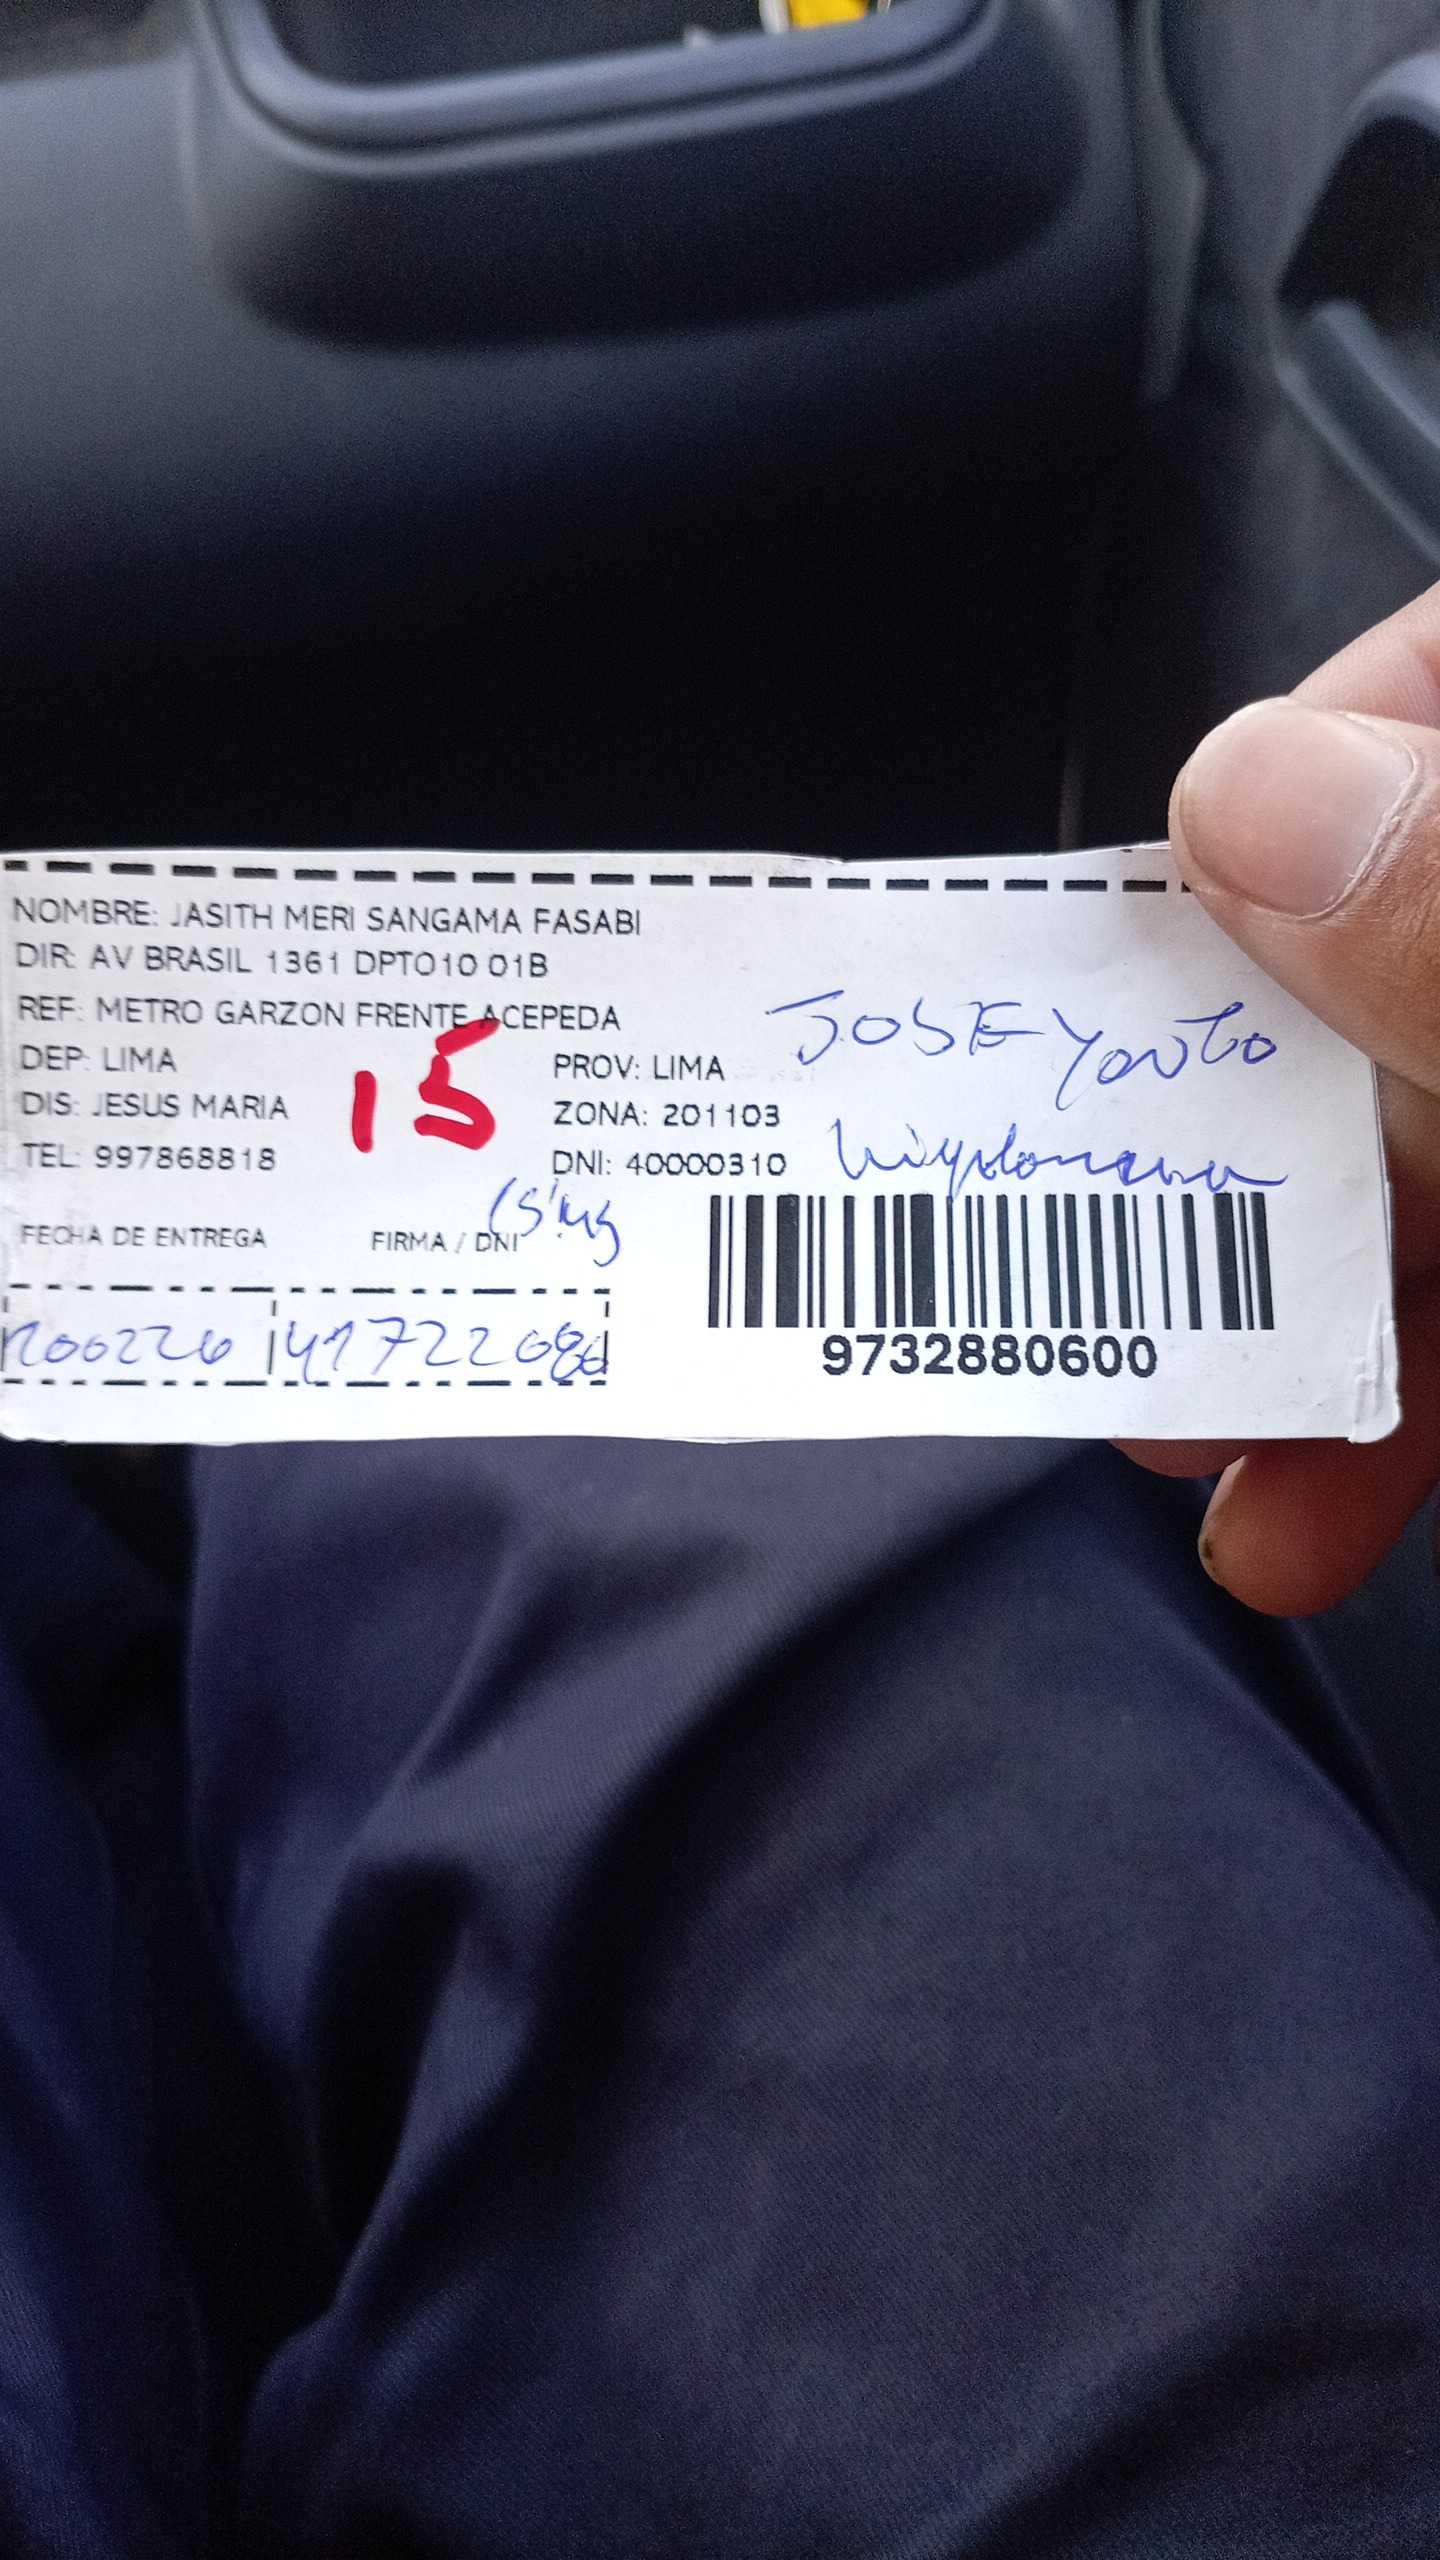 NOMBRE: JASITH MERI SANGAMA FASABI
DIR: AV BRASIL 1361 DPTO10 01B
REF: METRO GARZON FRENTE ACEPEDA
DEP: LIMA
PROV: LIMA
JOSE
DIS: JESUS MARIA
15
ZONA: 201103
TEL: 997868818
DNI: 40000310
FECHA DE ENTREGA
FIRMA / DNI
9732880600